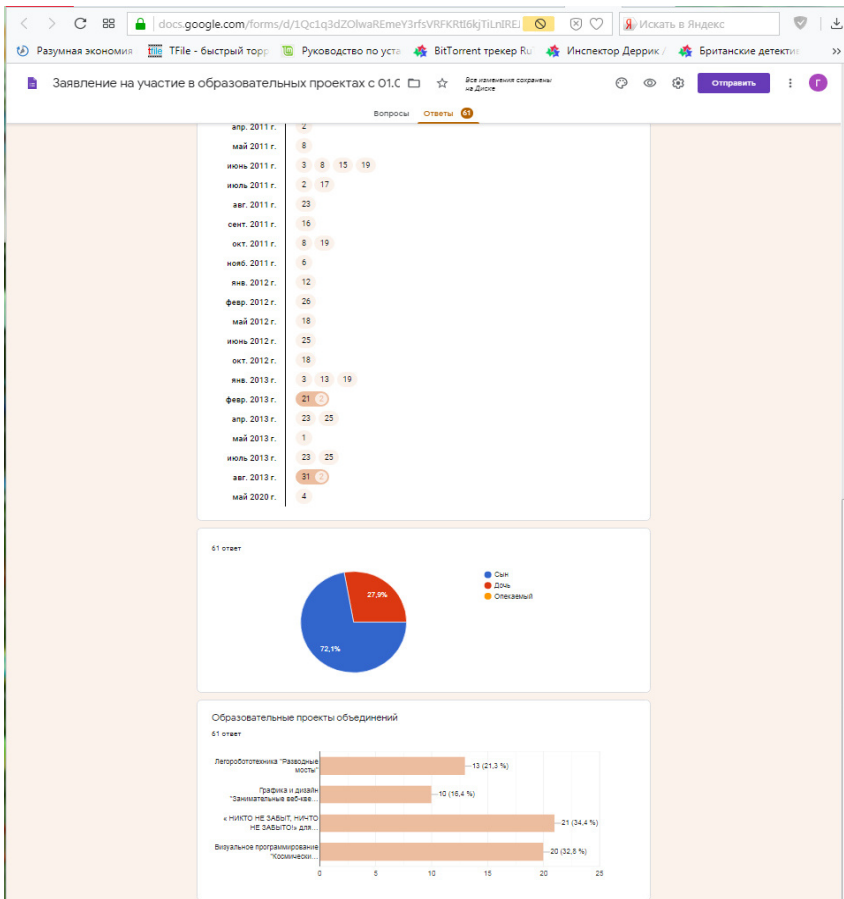 docs.google.com/forms/d/1Qc1q3dZOlwaREmeY3rfsVRFKRtI6kjTiLnIREJ
Искать в Яндекс
Разумная экономия
TFile - быстрый торр
Руководство по уста
BitTorrent трекер Ru
Инспектор Деррик /
Британские детекти
Заявление на участие в образовательных проектах с 01.0
Все изменения сохранены
на Диске
Отправить
Г
Вопросы Ответы 61
апр. 2011 г. 2
май 2011 г. 8
июнь 2011 г. 3 8 15 19
июль 2011 г. 2 17
авг. 2011 г. 23
сент. 2011 г. 16
окт. 2011 г. 8 19
нояб. 2011 г. 6
янв. 2012 г. 12
февр. 2012 г. 26
май 2012 г. 18
июнь 2012 г. 25
окт. 2012 г. 18
янв. 2013 г. 3 13 19
февр. 2013 г. 21 2
апр. 2013 г. 23 25
май 2013 г. 1
июль 2013 г. 23 25
авг. 2013 г. 31 2
май 2020 г. 4
61 ответ
Сын
Дочь
Опекаемый
27,9%
72,1%
Образовательные проекты объединений
61 ответ
Легоробототехника "Разводные
мосты"
13 (21,3 %)
Графика и дизайн
"Занимательные веб-кве...
10 (16,4 %)
« НИКТО НЕ ЗАБЫТ, НИЧТО
НЕ ЗАБЫТО!» для...
21 (34,4 %)
Визуальное программирование
"Космически...
20 (32,8 %)
0 5 10 15 20 25